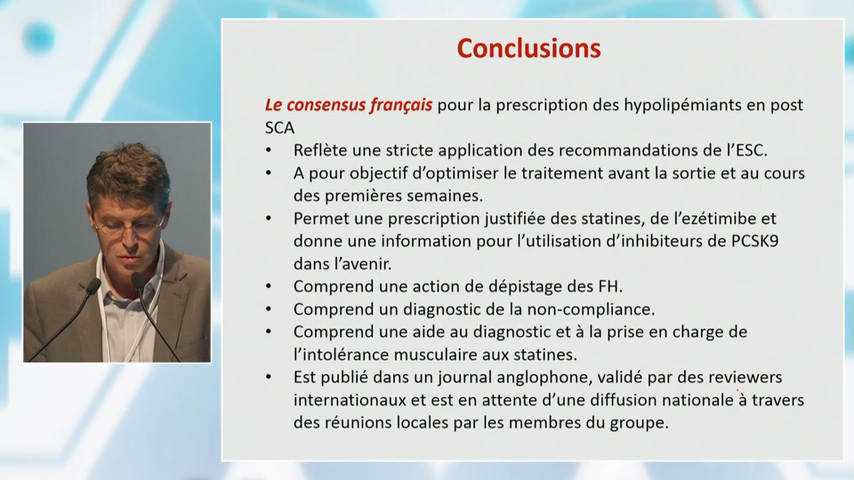 Conclusions
Le consensus français pour la prescription des hypolipémiants en post
SCA
• Reflète une stricte application des recommandations de l’ESC.
• A pour objectif d’optimiser le traitement avant la sortie et au cours
des premières semaines.
• Permet une prescription justifiée des statines, de l’ezétimibe et
donne une information pour l’utilisation d’inhibiteurs de PCSK9
dans l’avenir.
• Comprend une action de dépistage des FH.
• Comprend un diagnostic de la non-compliance.
• Comprend une aide au diagnostic et à la prise en charge de
l’intolérance musculaire aux statines.
• Est publié dans un journal anglophone, validé par des reviewers
internationaux et est en attente d’une diffusion nationale à travers
des réunions locales par les membres du groupe.